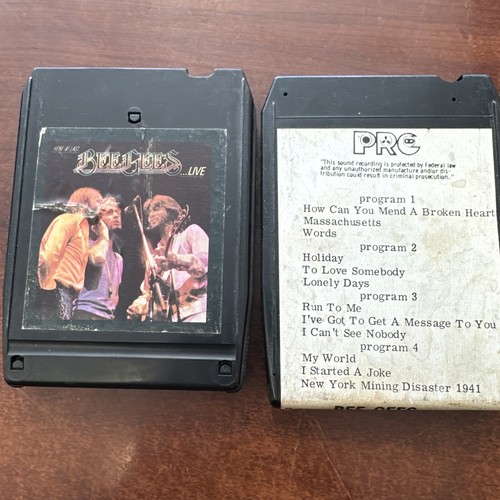 HERE AT LAST
BEE GEES
...LIVE
PRC
"This sound recording is protected by Federal law
and any unauthorized manufacture and/or dis-
tribution could result in criminal prosecution."
program 1
How Can You Mend A Broken Heart
Massachusetts
Words
program 2
Holiday
To Love Somebody
Lonely Days
program 3
Run To Me
I've Got To Get A Message To You
I Can't See Nobody
program 4
My World
I Started A Joke
New York Mining Disaster 1941
BEE GEES